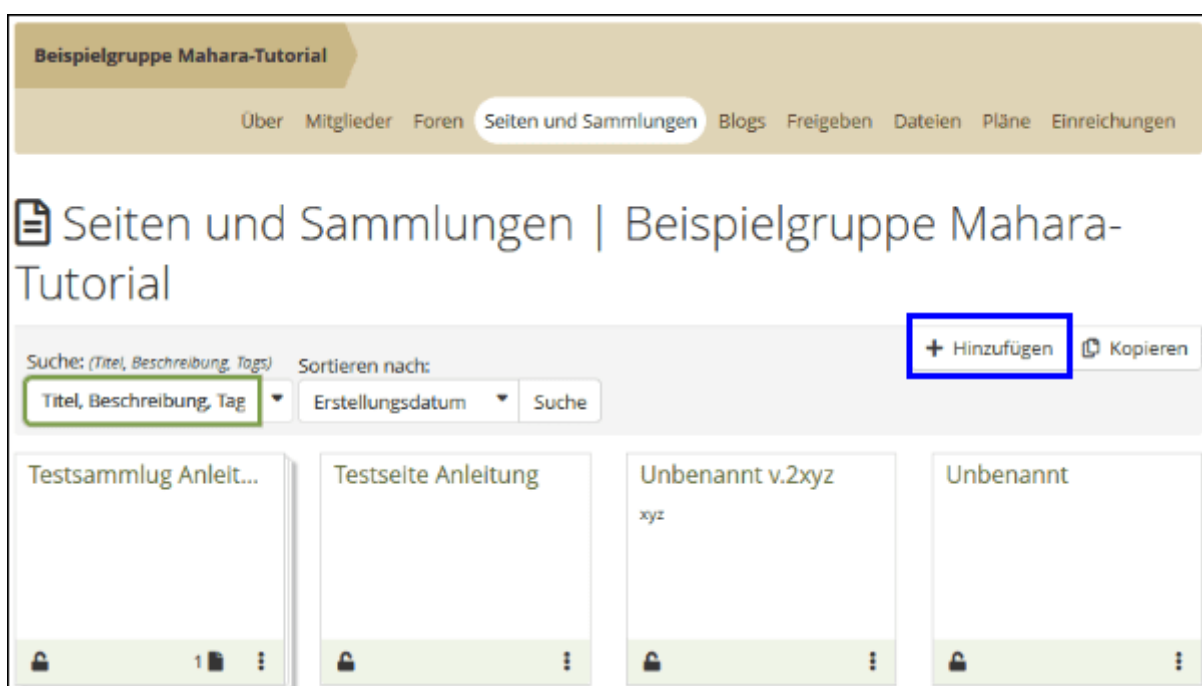 Beispielgruppe Mahara-Tutorial
Über Mitglieder Foren Seiten und Sammlungen Blogs Freigeben Dateien Pläne Einreichungen
Seiten und Sammlungen | Beispielgruppe Mahara-
Tutorial
+ Hinzufügen Kopieren
Suche: (Titel, Beschreibung, Tags) Sortieren nach:
Titel, Beschreibung, Tag Erstellungsdatum Suche
Testsammlug Anleit... Testseite Anleitung Unbenannt v.2xyz Unbenannt
xyz
1